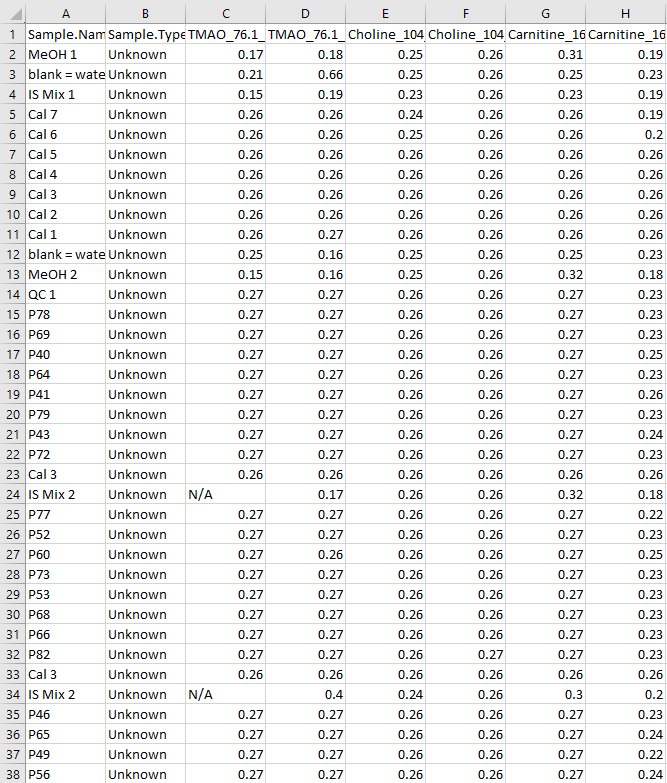 A B C D E F G H
1 Sample.Nam Sample.Type TMAO_76.1_ TMAO_76.1_ Choline_104 Choline_104 Carnitine_16 Carnitine_16
2 MeOH 1 Unknown 0.17 0.18 0.25 0.26 0.31 0.19
3 blank = wate Unknown 0.21 0.66 0.25 0.26 0.25 0.23
4 IS Mix 1 Unknown 0.15 0.19 0.23 0.26 0.23 0.19
5 Cal 7 Unknown 0.26 0.26 0.24 0.26 0.26 0.19
6 Cal 6 Unknown 0.26 0.26 0.25 0.26 0.26 0.2
7 Cal 5 Unknown 0.26 0.26 0.26 0.26 0.26 0.26
8 Cal 4 Unknown 0.26 0.26 0.26 0.26 0.26 0.26
9 Cal 3 Unknown 0.26 0.26 0.26 0.26 0.26 0.26
10 Cal 2 Unknown 0.26 0.26 0.26 0.26 0.26 0.26
11 Cal 1 Unknown 0.26 0.27 0.26 0.26 0.26 0.26
12 blank = wate Unknown 0.25 0.16 0.25 0.26 0.25 0.23
13 MeOH 2 Unknown 0.15 0.16 0.25 0.26 0.32 0.18
14 QC 1 Unknown 0.27 0.27 0.26 0.26 0.27 0.23
15 P78 Unknown 0.27 0.27 0.26 0.26 0.27 0.23
16 P69 Unknown 0.27 0.27 0.26 0.26 0.27 0.23
17 P40 Unknown 0.27 0.27 0.26 0.26 0.27 0.25
18 P64 Unknown 0.27 0.27 0.26 0.26 0.27 0.23
19 P41 Unknown 0.27 0.27 0.26 0.26 0.27 0.26
20 P79 Unknown 0.27 0.27 0.26 0.26 0.27 0.23
21 P43 Unknown 0.27 0.27 0.26 0.26 0.27 0.24
22 P72 Unknown 0.27 0.27 0.26 0.26 0.27 0.23
23 Cal 3 Unknown 0.26 0.26 0.26 0.26 0.26 0.26
24 IS Mix 2 Unknown N/A 0.17 0.26 0.26 0.32 0.18
25 P77 Unknown 0.27 0.27 0.26 0.26 0.27 0.22
26 P52 Unknown 0.27 0.27 0.26 0.26 0.27 0.23
27 P60 Unknown 0.27 0.26 0.26 0.26 0.27 0.25
28 P73 Unknown 0.27 0.27 0.26 0.26 0.27 0.23
29 P53 Unknown 0.27 0.27 0.26 0.26 0.27 0.23
30 P68 Unknown 0.27 0.27 0.26 0.26 0.27 0.23
31 P66 Unknown 0.27 0.27 0.26 0.26 0.27 0.23
32 P82 Unknown 0.27 0.27 0.26 0.27 0.27 0.23
33 Cal 3 Unknown 0.26 0.26 0.26 0.26 0.26 0.26
34 IS Mix 2 Unknown N/A 0.4 0.24 0.26 0.3 0.2
35 P46 Unknown 0.27 0.27 0.26 0.26 0.27 0.23
36 P65 Unknown 0.27 0.27 0.26 0.26 0.27 0.24
37 P49 Unknown 0.27 0.27 0.26 0.26 0.27 0.22
38 P56 Unknown 0.27 0.27 0.26 0.26 0.27 0.24